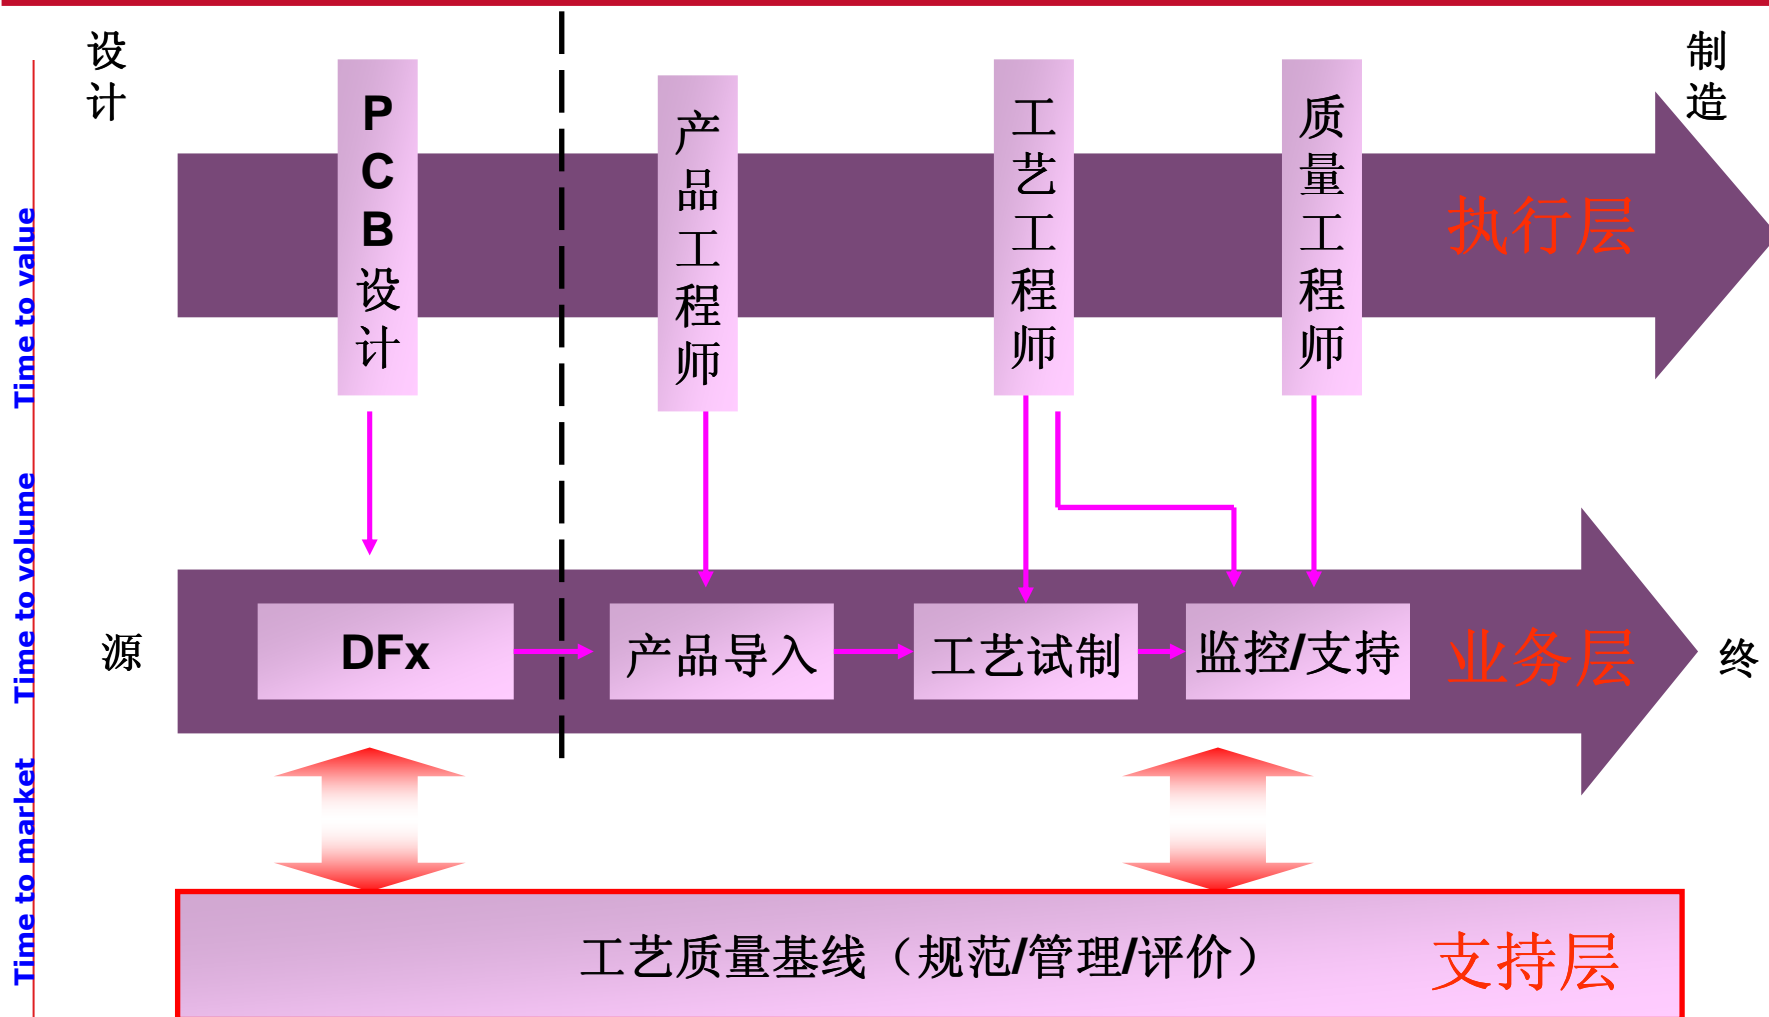 设计
制造
PCB设计
产品工程师
工艺工程师
质量工程师
执行层
源
DFx
产品导入
工艺试制
监控/支持
业务层
终
工艺质量基线（规范/管理/评价）
支持层
Time to value
Time to volume
Time to market